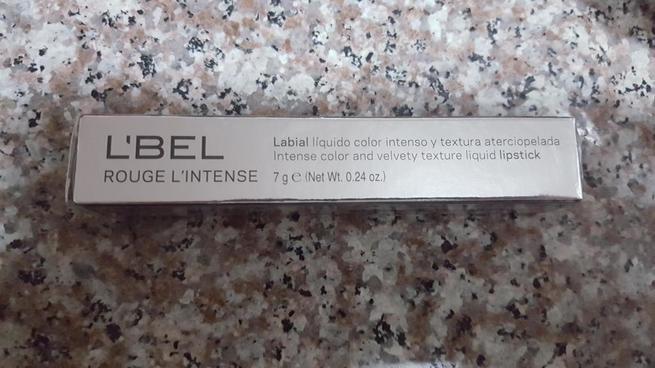 L'BEL
ROUGE L'INTENSE
Labial líquido color intenso y textura aterciopelada
Intense color and velvety texture liquid lipstick
7 g ℮ (Net Wt. 0.24 oz.)